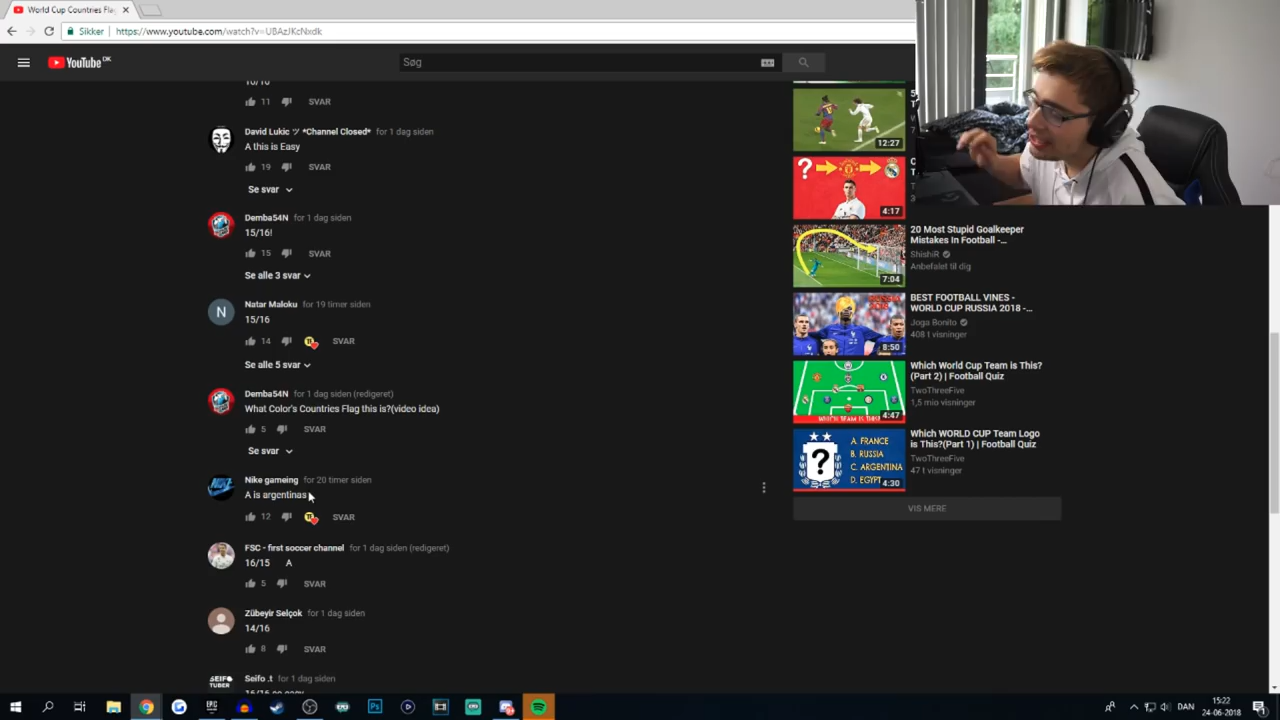 World Cup Countries Fla
Sikker
https://www.youtube.com/watch?v=UBAzJKcNxdk
YouTube DK
Søg
11 SVAR
David Lukic ツ *Channel Closed* for 1 dag siden
A this is Easy
19 SVAR
Se svar
Demba54N for 1 dag siden
15/16!
15 SVAR
Se alle 3 svar
N
Natar Maloku for 19 timer siden
15/16
14 SVAR
Se alle 5 svar
Demba54N for 1 dag siden (redigeret)
What Color's Countries Flag this is?(video idea)
5 SVAR
Se svar
Nike gameing for 20 timer siden
A is argentinas
12 SVAR
FSC - first soccer channel for 1 dag siden (redigeret)
16/15 A
5 SVAR
Zübeyir Selçok for 1 dag siden
14/16
8 SVAR
SEIFO
TUBER
Seifo .t for 1 dag siden
12:27
?
4:17
7:04
20 Most Stupid Goalkeeper
Mistakes In Football -...
ShishiR
Anbefalet til dig
8:50
BEST FOOTBALL VINES -
WORLD CUP RUSSIA 2018 -...
Joga Bonito
408 t visninger
WHICH TEAM IS THIS?
4:47
Which World Cup Team is This?
(Part 2) | Football Quiz
TwoThreeFive
1,5 mio visninger
?
A. FRANCE
B. RUSSIA
C. ARGENTINA
D. EGYPT
4:30
Which WORLD CUP Team Logo
is This?(Part 1) | Football Quiz
TwoThreeFive
47 t visninger
VIS MERE
EPIC
Ps
DAN
15:22
24-06-2018